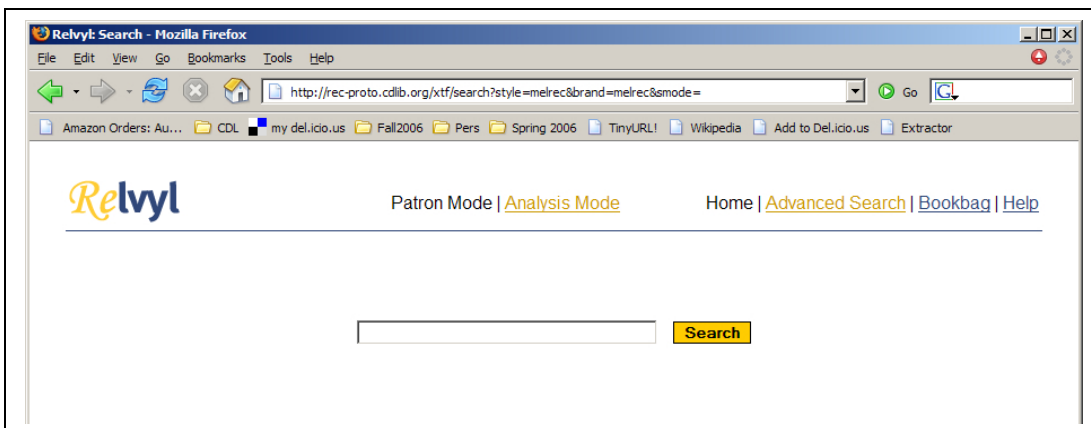 Relvyl: Search - Mozilla Firefox
File Edit View Go Bookmarks Tools Help
http://rec-proto.cdlib.org/xtf/search?style=melrec&brand=melrec&smode= Go G
Amazon Orders: Au... CDL my del.icio.us Fall2006 Pers Spring 2006 TinyURL! Wikipedia Add to Del.icio.us Extractor
Relvyl Patron Mode | Analysis Mode Home | Advanced Search | Bookbag | Help
Search